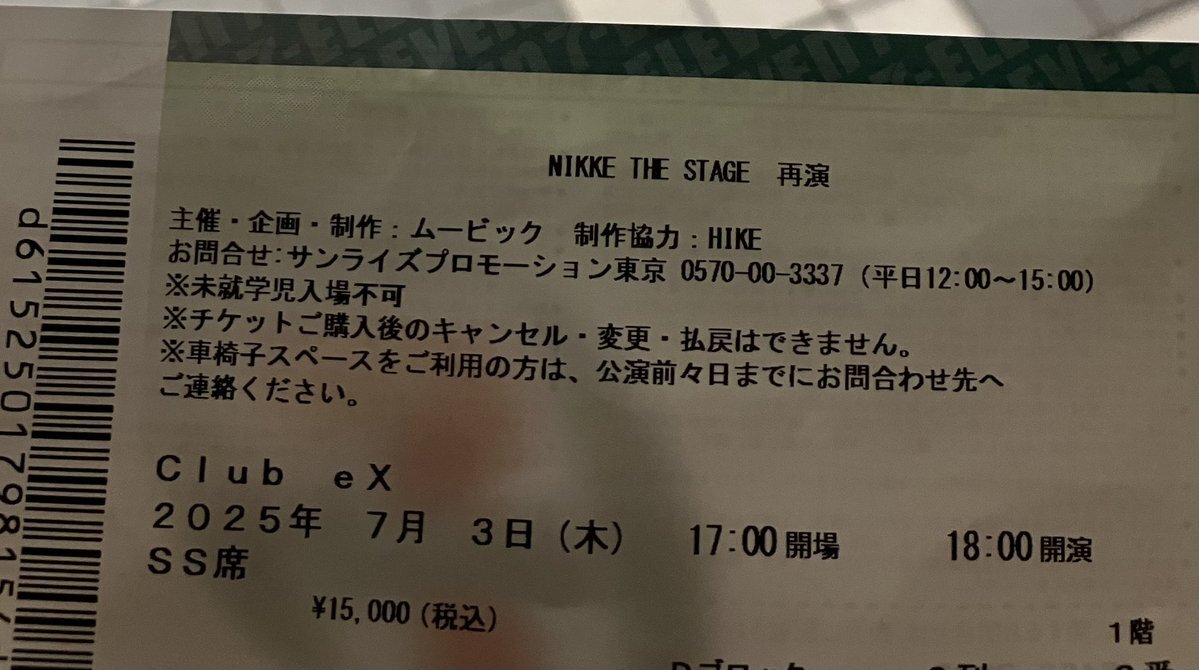 7-ELEVEN
NIKKE THE STAGE 再演
主催・企画・制作：ムービック 制作協力：HIKE
お問合せ：サンライズプロモーション東京 0570-00-3337（平日12:00～15:00）
※未就学児入場不可
※チケットご購入後のキャンセル・変更・払戻はできません。
※車椅子スペースをご利用の方は、公演前々日までにお問合わせ先へ
ご連絡ください。
Ｃｌｕｂ ｅＸ
２０２５年 ７月 ３日（木） 17:00開場 18:00開演
ＳＳ席
¥15,000（税込）
１階
d6152501798